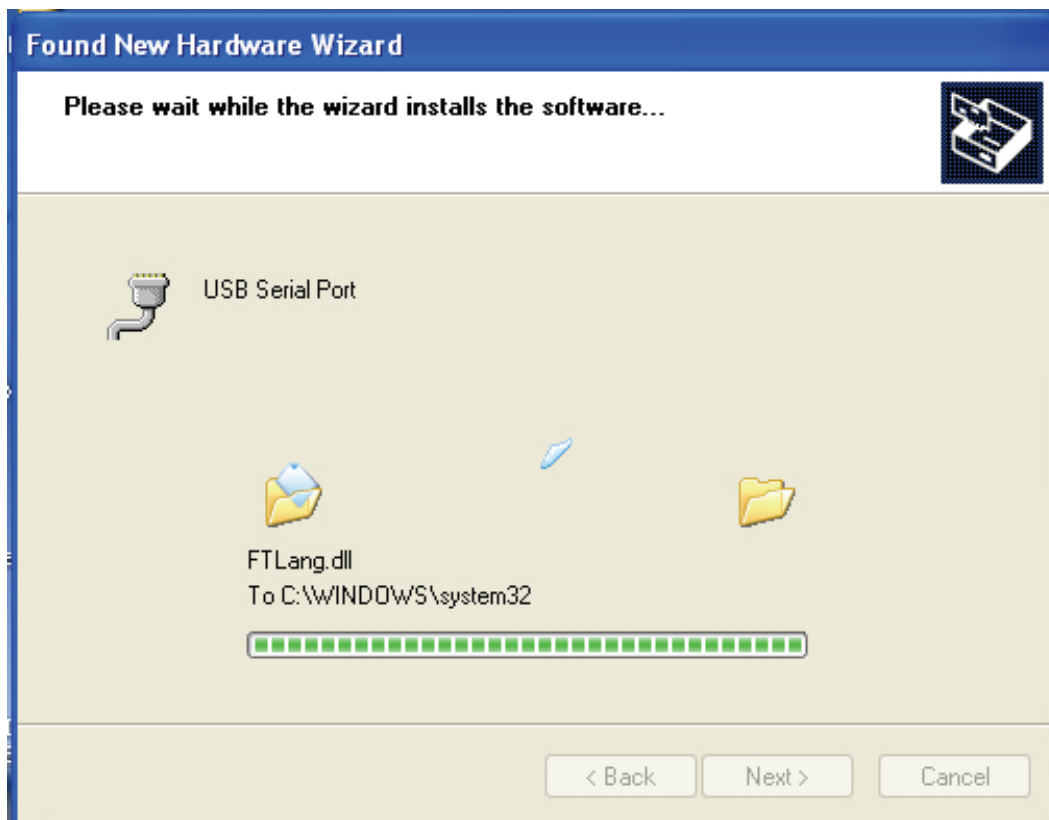 Found New Hardware Wizard
Please wait while the wizard installs the software...
USB Serial Port
FTLang.dll
To C:\WINDOWS\system32
< Back Next > Cancel